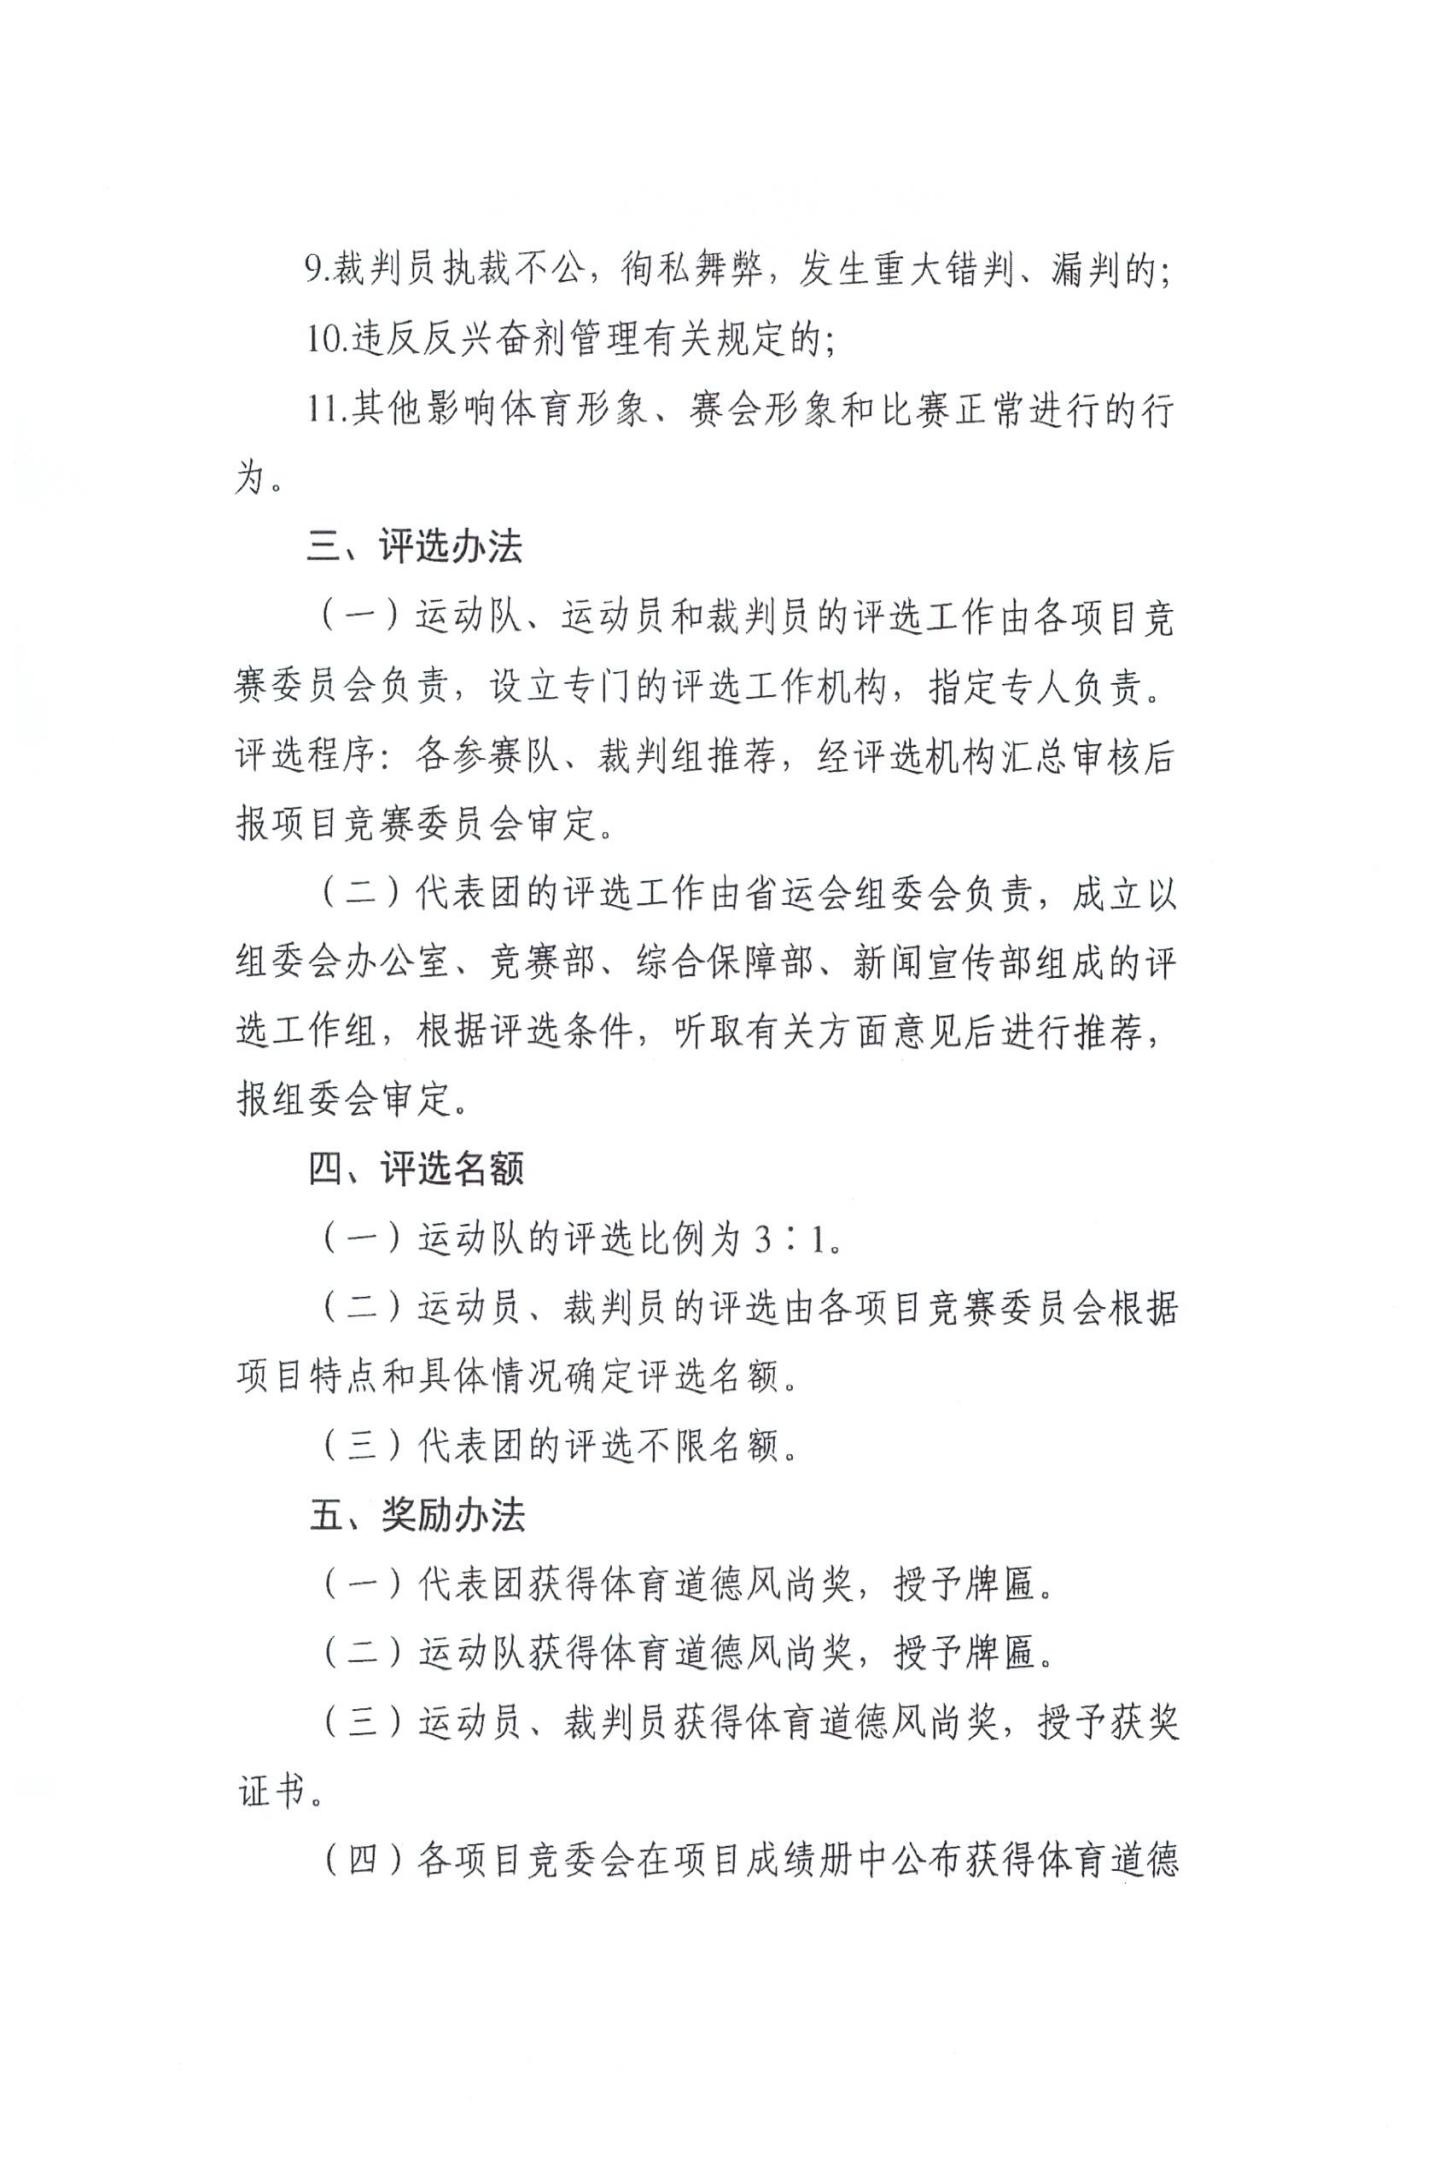 9.裁判员执裁不公，徇私舞弊，发生重大错判、漏判的；
10.违反反兴奋剂管理有关规定的；
11.其他影响体育形象、赛会形象和比赛正常进行的行
为。
三、评选办法
（一）运动队、运动员和裁判员的评选工作由各项目竞
赛委员会负责，设立专门的评选工作机构，指定专人负责。
评选程序：各参赛队、裁判组推荐，经评选机构汇总审核后
报项目竞赛委员会审定。
（二）代表团的评选工作由省运会组委会负责，成立以
组委会办公室、竞赛部、综合保障部、新闻宣传部组成的评
选工作组，根据评选条件，听取有关方面意见后进行推荐，
报组委会审定。
四、评选名额
（一）运动队的评选比例为 3∶1。
（二）运动员、裁判员的评选由各项目竞赛委员会根据
项目特点和具体情况确定评选名额。
（三）代表团的评选不限名额。
五、奖励办法
（一）代表团获得体育道德风尚奖，授予牌匾。
（二）运动队获得体育道德风尚奖，授予牌匾。
（三）运动员、裁判员获得体育道德风尚奖，授予获奖
证书。
（四）各项目竞委会在项目成绩册中公布获得体育道德